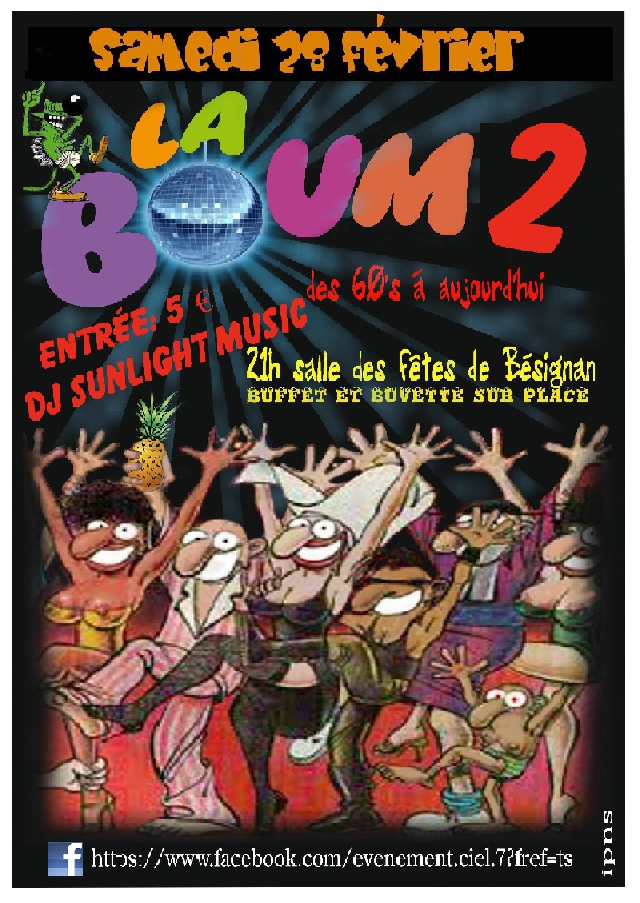 SAMEDI 28 FÉVRIER
LA
BOUM 2
des 60's à aujourd'hui
ENTRÉE: 5 €
DJ SUNLIGHT MUSIC
21h salle des fêtes de Bésignan
BUFFET ET BUVETTE SUR PLACE
https://www.facebook.com/evenement.ciel.7?fref=ts
ipns